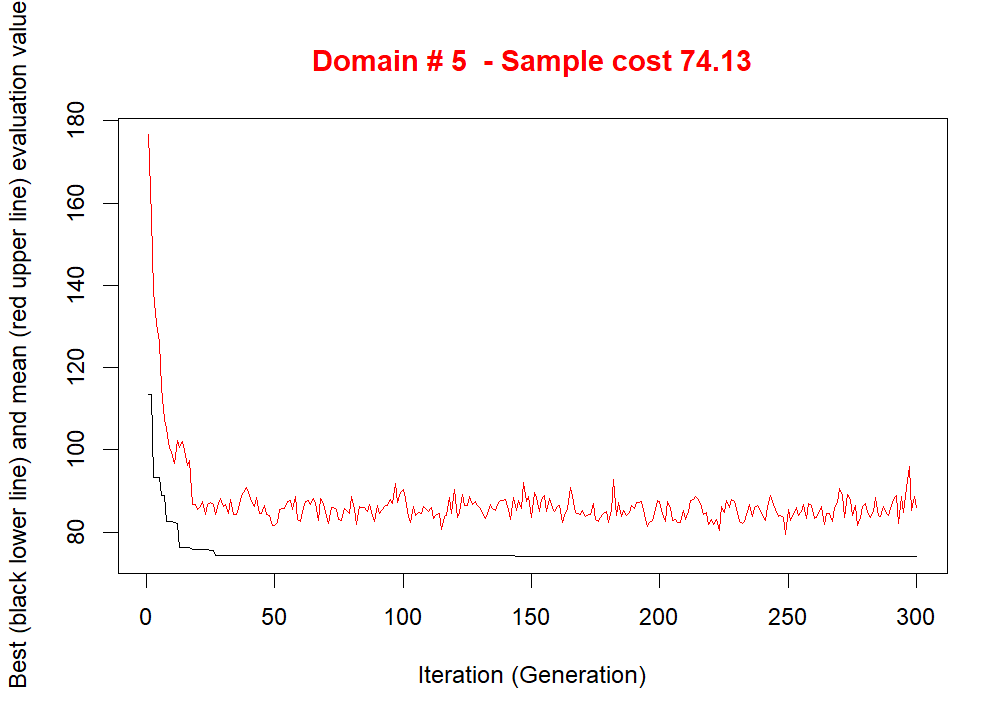 Domain # 5  - Sample cost 74.13
Best (black lower line) and mean (red upper line) evaluation value
180
160
140
120
100
80
0 50 100 150 200 250 300
Iteration (Generation)